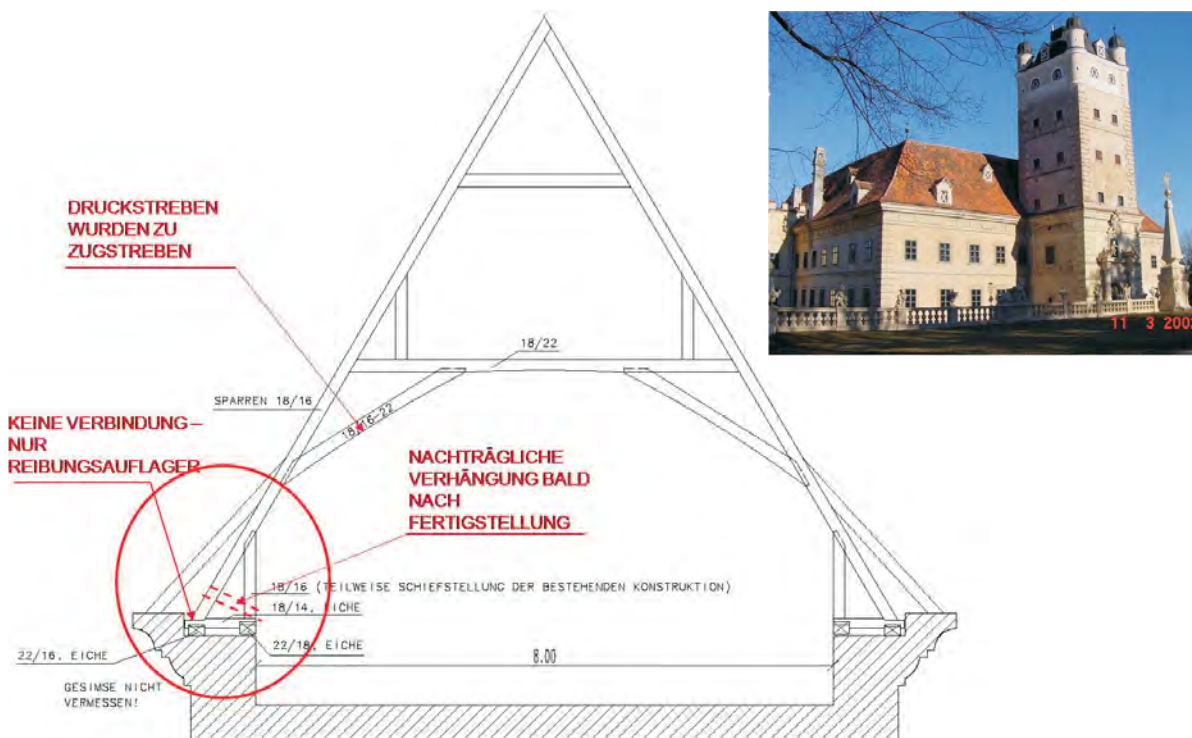 DRUCKSTREBEN
WURDEN ZU
ZUGSTREBEN
18/22
SPARREN 18/16
18/16-22
KEINE VERBINDUNG –
NUR
REIBUNGSAUFLAGER
NACHTRÄGLICHE
VERHÄNGUNG BALD
NACH
FERTIGSTELLUNG
18/16 (TEILWEISE SCHIEFSTELLUNG DER BESTEHENDEN KONSTRUKTION)
18/14, EICHE
22/16, EICHE
22/18, EICHE
8.00
GESIMSE NICHT
VERMESSEN!
11 3 200